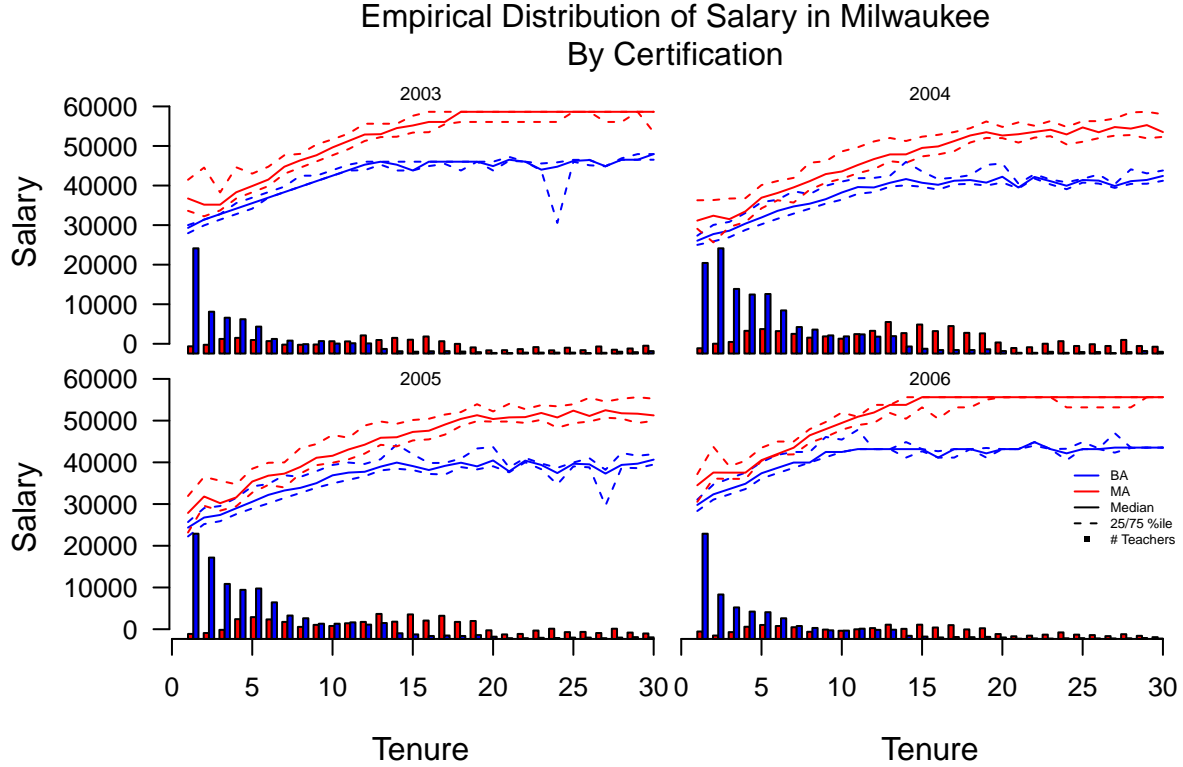 Empirical Distribution of Salary in Milwaukee
By Certification
2003
2004
60000
50000
40000
30000
20000
10000
0
Salary
2005
2006
60000
50000
40000
30000
20000
10000
0
Salary
BA
MA
Median
25/75 %ile
# Teachers
0 5 10 15 20 25 30
0 5 10 15 20 25 30
Tenure
Tenure